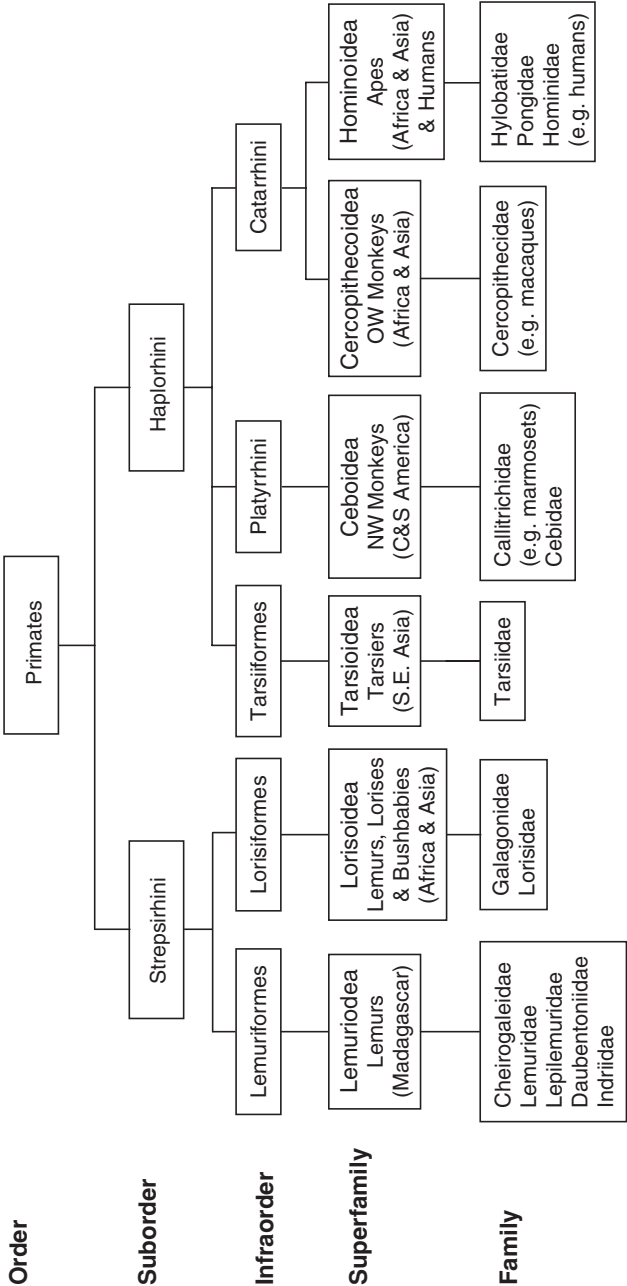 Order
Primates
Suborder
Strepsirhini
Haplorhini
Infraorder
Lemuriformes
Lorisiformes
Tarsiiformes
Platyrrhini
Catarrhini
Superfamily
Lemuriodea
Lemurs
(Madagascar)
Lorisoidea
Lemurs, Lorises
& Bushbabies
(Africa & Asia)
Tarsioidea
Tarsiers
(S.E. Asia)
Ceboidea
NW Monkeys
(C&S America)
Cercopithecoidea
OW Monkeys
(Africa & Asia)
Hominoidea
Apes
(Africa & Asia)
& Humans
Family
Cheirogaleidae
Lemuridae
Lepilemuridae
Daubentoniidae
Indriidae
Galagonidae
Lorisidae
Tarsiidae
Callitrichidae
(e.g. marmosets)
Cebidae
Cercopithecidae
(e.g. macaques)
Hylobatidae
Pongidae
Hominidae
(e.g. humans)